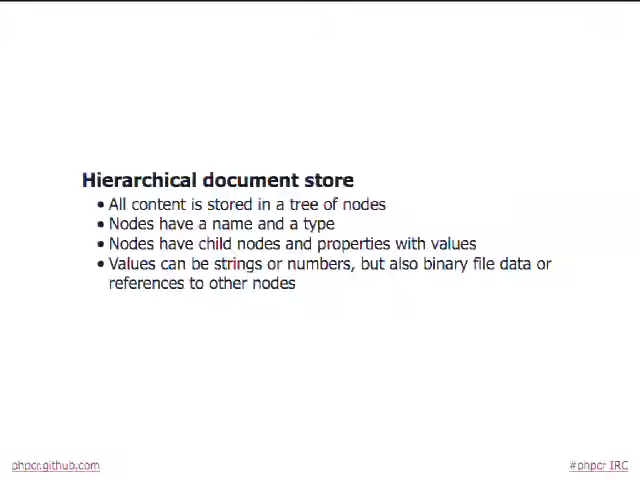 Hierarchical document store
• All content is stored in a tree of nodes
• Nodes have a name and a type
• Nodes have child nodes and properties with values
• Values can be strings or numbers, but also binary file data or
references to other nodes
phpcr.github.com
#phpcr IRC